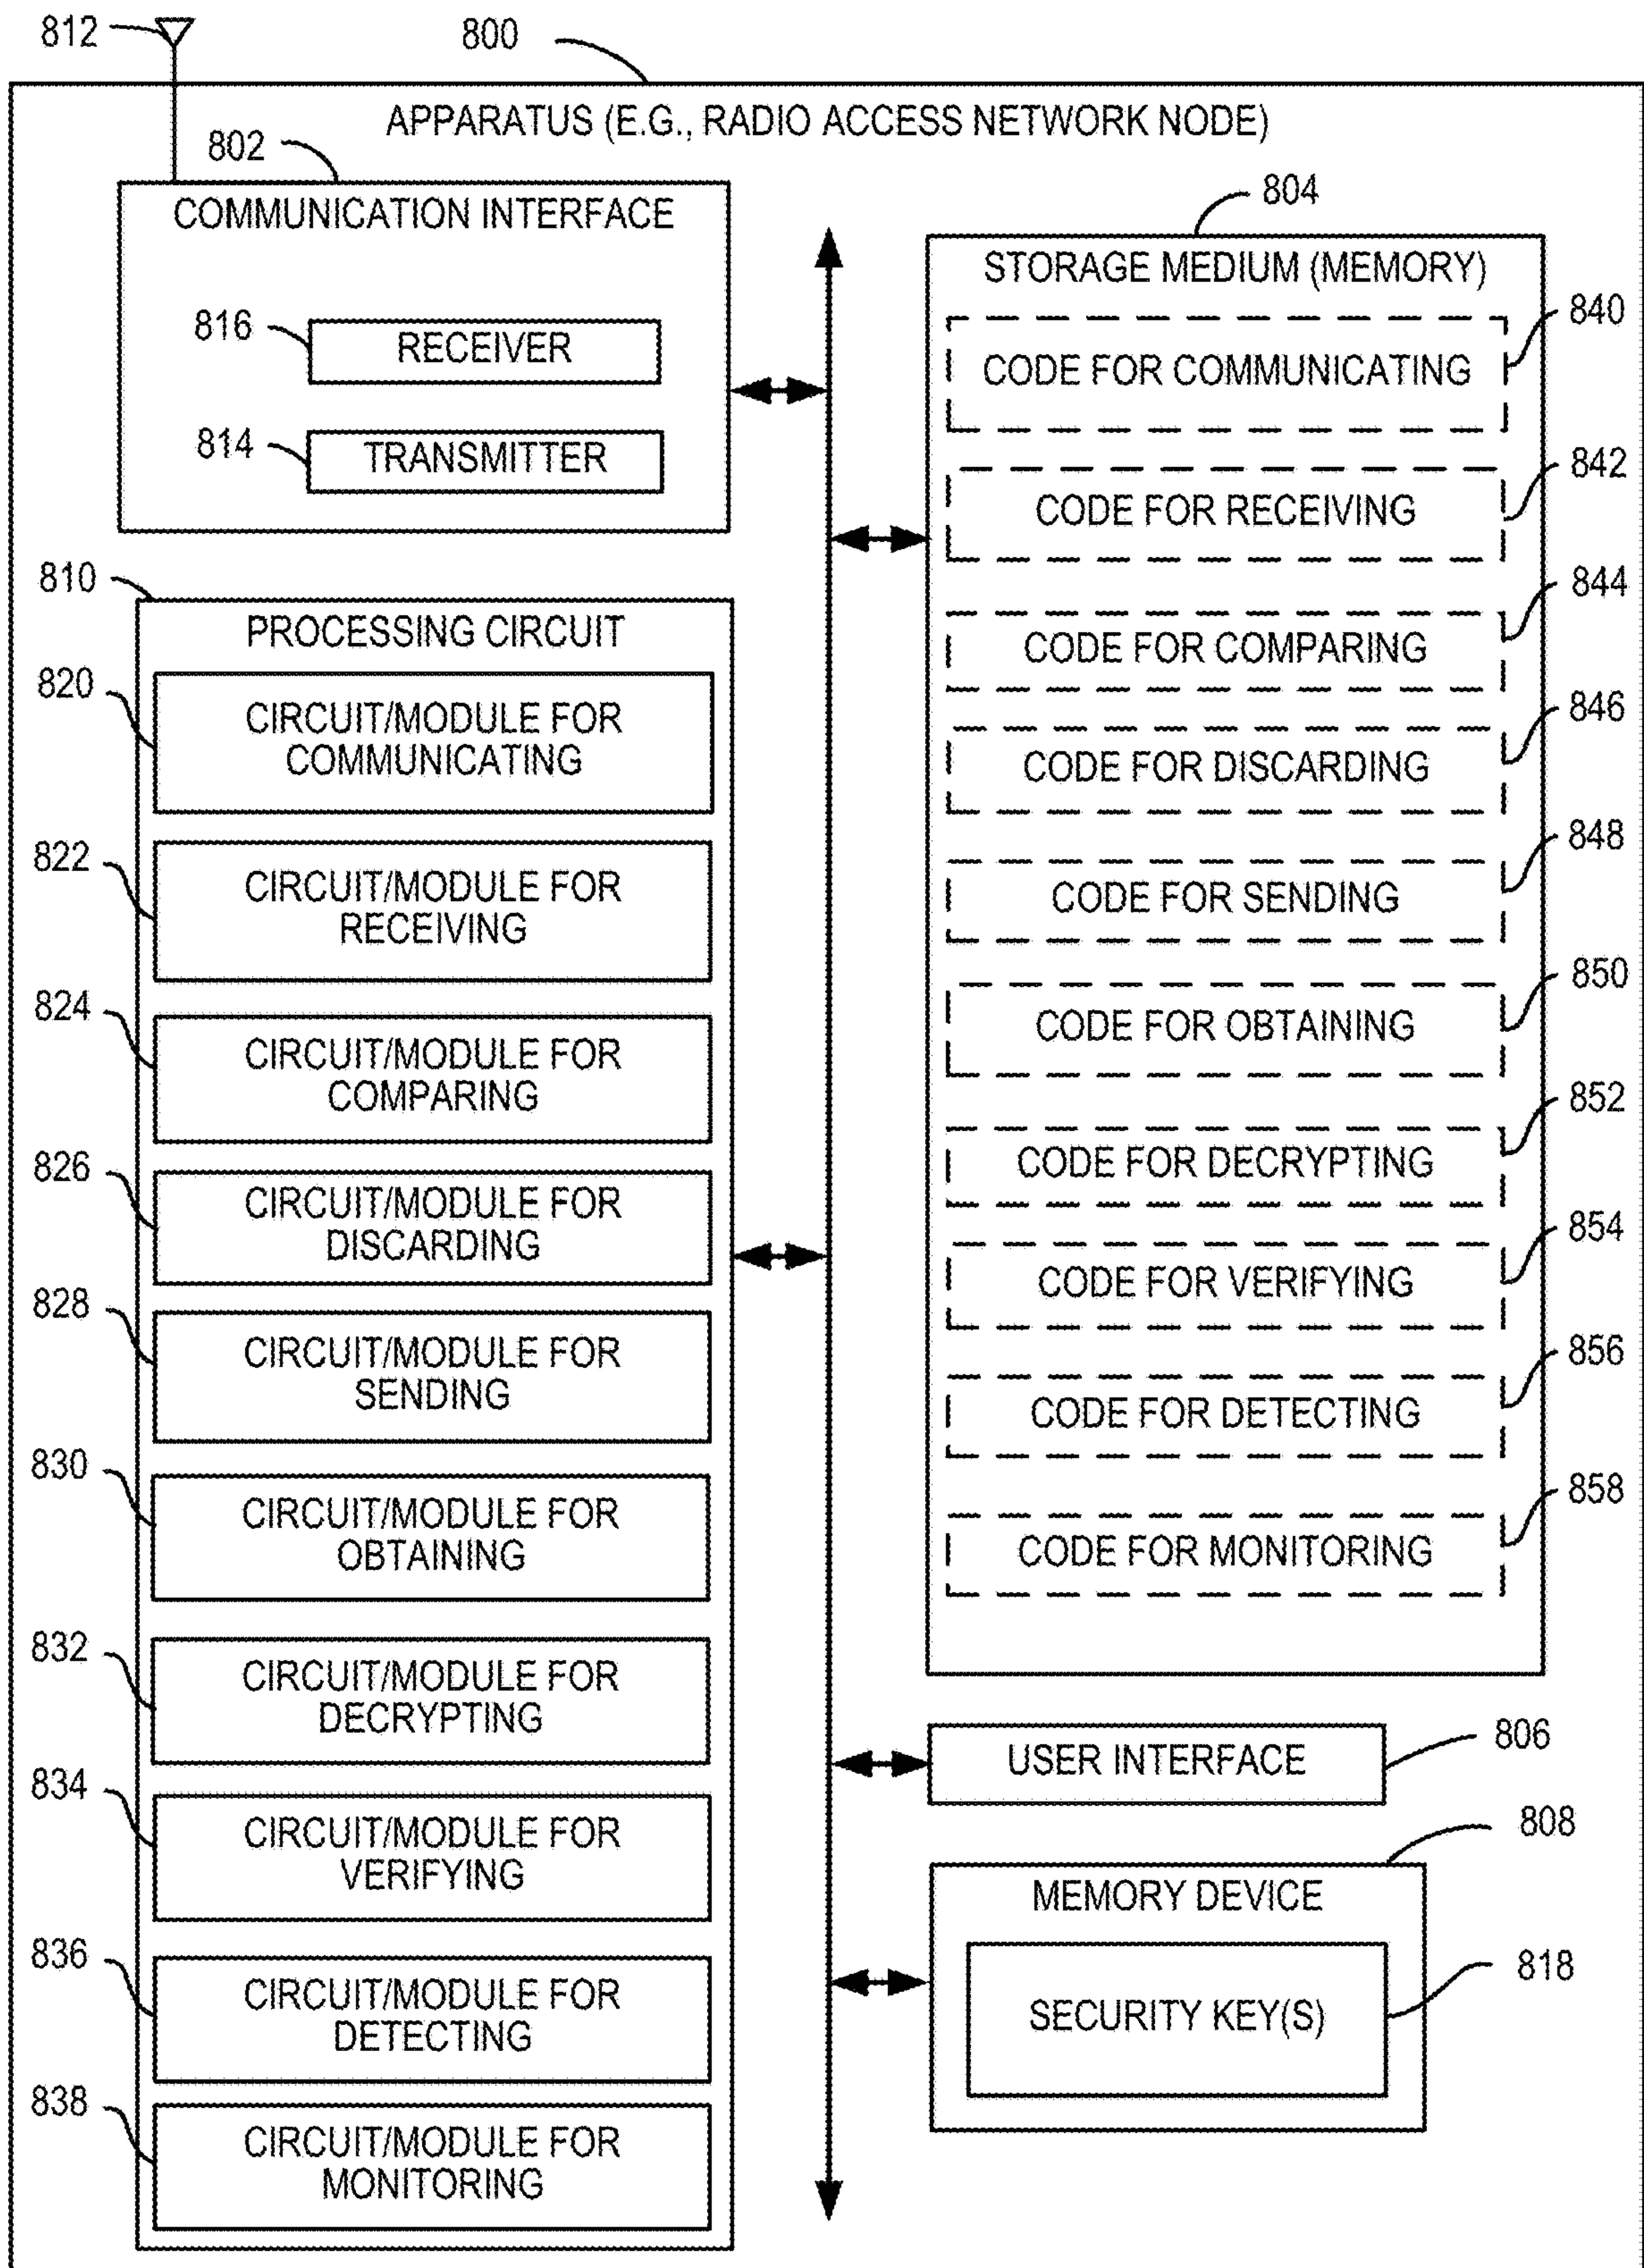 812
800
APPARATUS (E.G., RADIO ACCESS NETWORK NODE)
802
COMMUNICATION INTERFACE
816
RECEIVER
814
TRANSMITTER
810
PROCESSING CIRCUIT
820
CIRCUIT/MODULE FOR
COMMUNICATING
822
CIRCUIT/MODULE FOR
RECEIVING
824
CIRCUIT/MODULE FOR
COMPARING
826
CIRCUIT/MODULE FOR
DISCARDING
828
CIRCUIT/MODULE FOR
SENDING
830
CIRCUIT/MODULE FOR
OBTAINING
832
CIRCUIT/MODULE FOR
DECRYPTING
834
CIRCUIT/MODULE FOR
VERIFYING
836
CIRCUIT/MODULE FOR
DETECTING
838
CIRCUIT/MODULE FOR
MONITORING
804
STORAGE MEDIUM (MEMORY)
840
CODE FOR COMMUNICATING
842
CODE FOR RECEIVING
844
CODE FOR COMPARING
846
CODE FOR DISCARDING
848
CODE FOR SENDING
850
CODE FOR OBTAINING
852
CODE FOR DECRYPTING
854
CODE FOR VERIFYING
856
CODE FOR DETECTING
858
CODE FOR MONITORING
806
USER INTERFACE
808
MEMORY DEVICE
818
SECURITY KEY(S)